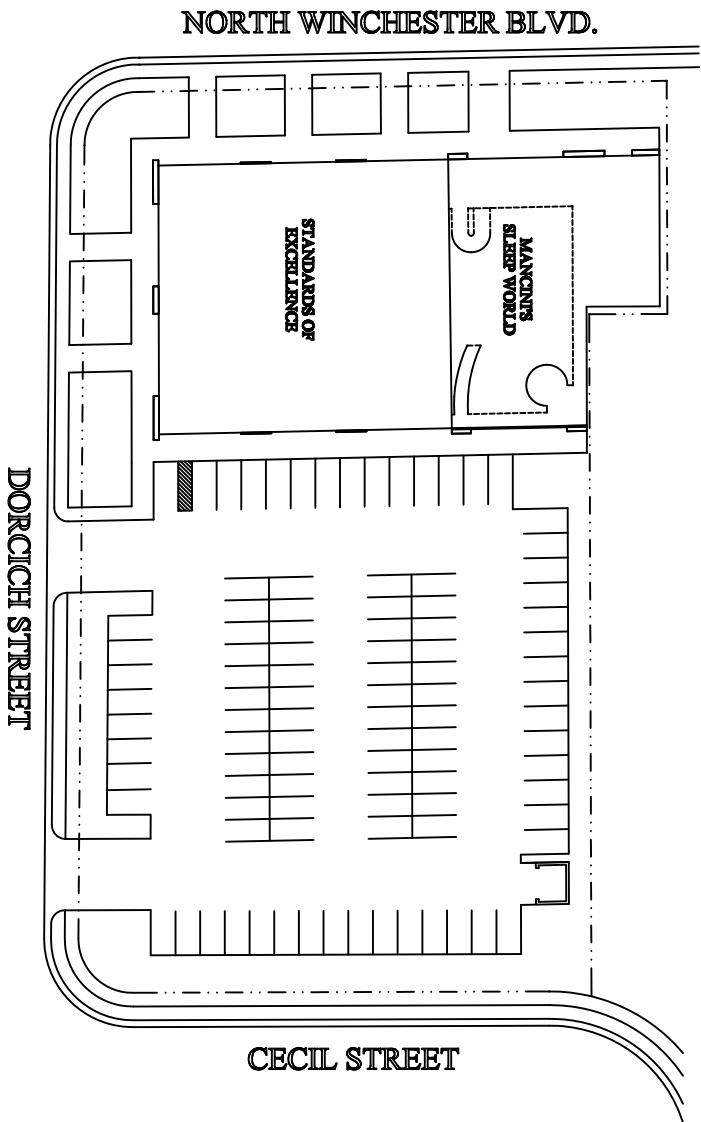 NORTH WINCHESTER BLVD.
STANDARDS OF
EXCELLENCE
MANCINI'S
SLEEP WORLD
DORCICH STREET
CECIL STREET